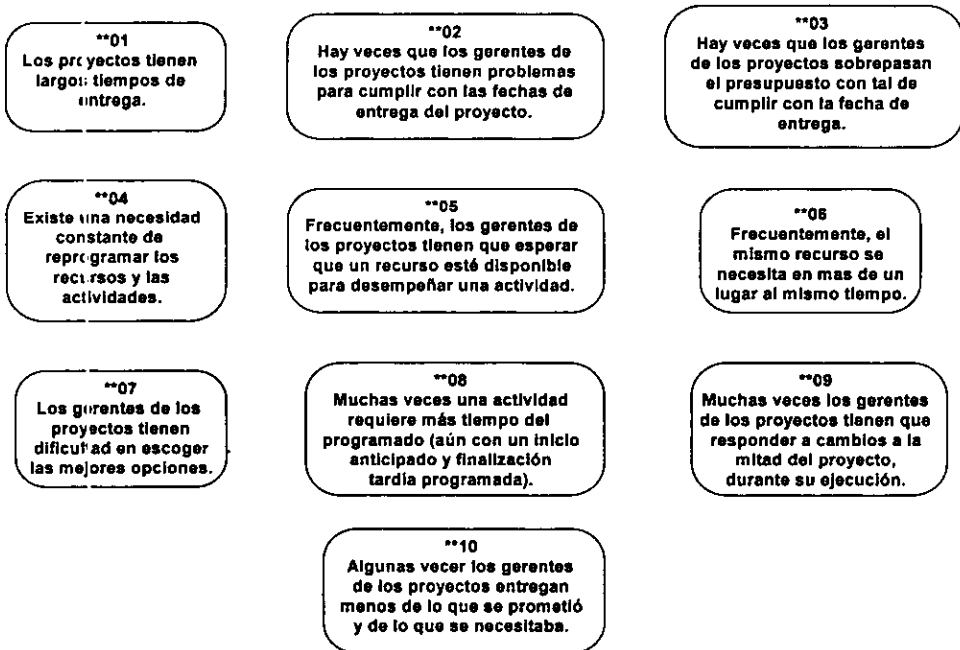 **01
Los proyectos tienen
largos tiempos de
entrega.
**02
Hay veces que los gerentes de
los proyectos tienen problemas
para cumplir con las fechas de
entrega del proyecto.
**03
Hay veces que los gerentes
de los proyectos sobrepasan
el presupuesto con tal de
cumplir con la fecha de
entrega.
**04
Existe una necesidad
constante de
reprogramar los
recursos y las
actividades.
**05
Frecuentemente, los gerentes de
los proyectos tienen que esperar
que un recurso esté disponible
para desempeñar una actividad.
**06
Frecuentemente, el
mismo recurso se
necesita en mas de un
lugar al mismo tiempo.
**07
Los gerentes de los
proyectos tienen
dificultad en escoger
las mejores opciones.
**08
Muchas veces una actividad
requiere más tiempo del
programado (aún con un inicio
anticipado y finalización
tardía programada).
**09
Muchas veces los gerentes
de los proyectos tienen que
responder a cambios a la
mitad del proyecto,
durante su ejecución.
**10
Algunas vecer los gerentes
de los proyectos entregan
menos de lo que se prometió
y de lo que se necesitaba.